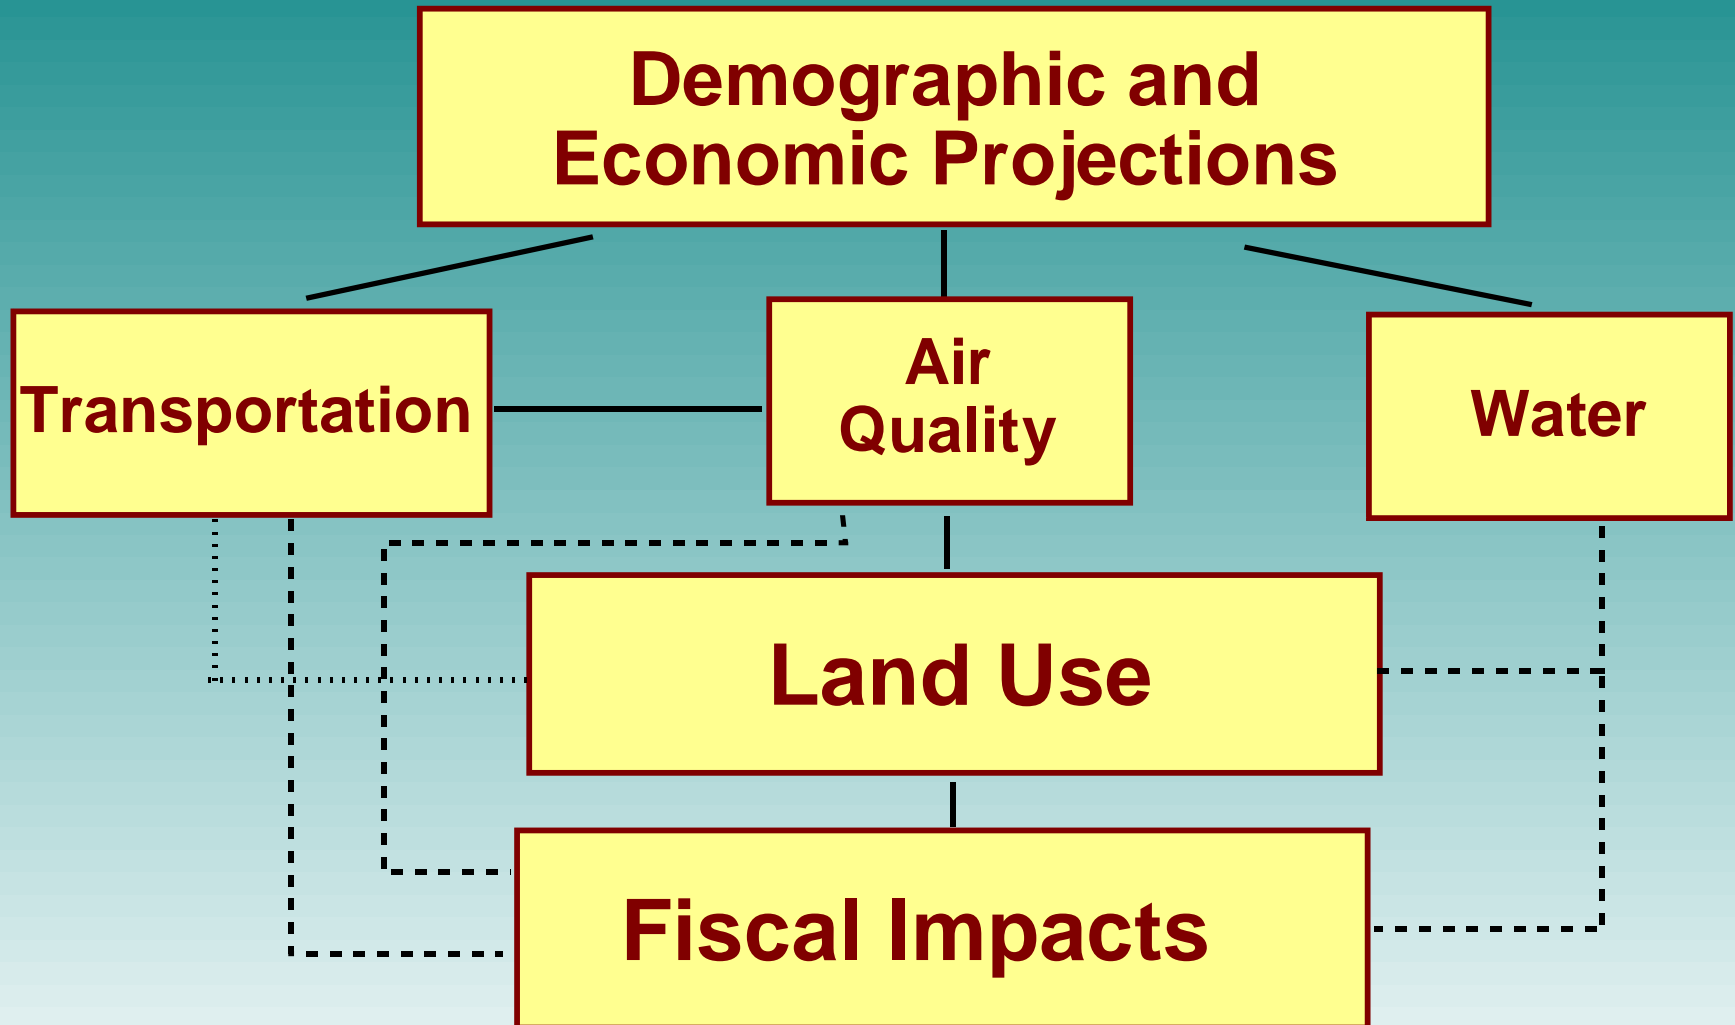 Demographic and
Economic Projections
Transportation
Air
Quality
Water
Land Use
Fiscal Impacts